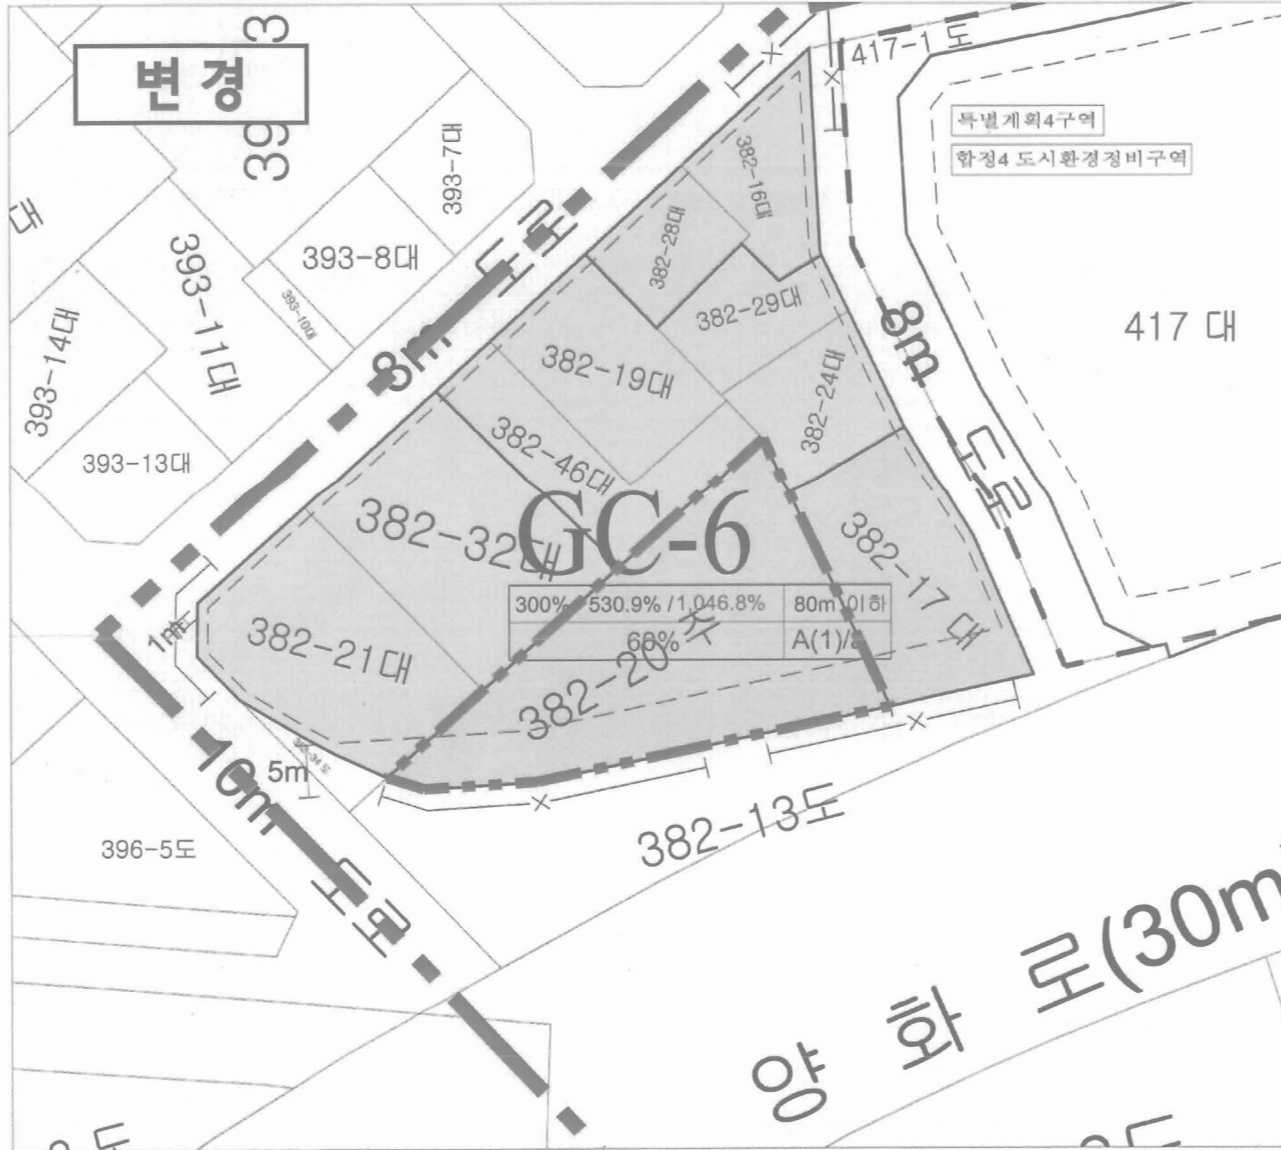 변경
417-1 도
특별계획4구역
합정4 도시환경정비구역
393-7대
382-16대
도로
393-8대
382-28대
393-11대
393-10대
382-29대
417 대
393-14대
8m
382-19대
8m
도로
382-24대
393-13대
382-46대
382-32대
GC-6
382-17 대
300% 530.9% / 1,046.8% 80m 이하
60% A(1)/
1m
382-21대
382-20 주
5m
10m
도로
382-13도
396-5도
양화로(30m